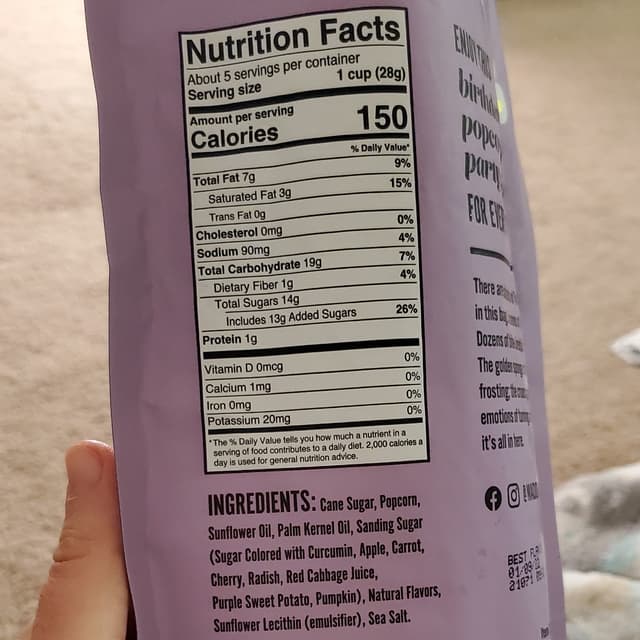 Nutrition Facts
About 5 servings per container
Serving size 1 cup (28g)
Amount per serving
Calories 150
% Daily Value*
Total Fat 7g 9%
Saturated Fat 3g 15%
Trans Fat 0g
Cholesterol 0mg 0%
Sodium 90mg 4%
Total Carbohydrate 19g 7%
Dietary Fiber 1g 4%
Total Sugars 14g
Includes 13g Added Sugars 26%
Protein 1g
Vitamin D 0mcg 0%
Calcium 1mg 0%
Iron 0mg 0%
Potassium 20mg 0%
*The % Daily Value tells you how much a nutrient in a
serving of food contributes to a daily diet. 2,000 calories a
day is used for general nutrition advice.
INGREDIENTS: Cane Sugar, Popcorn,
Sunflower Oil, Palm Kernel Oil, Sanding Sugar
(Sugar Colored with Curcumin, Apple, Carrot,
Cherry, Radish, Red Cabbage Juice,
Purple Sweet Potato, Pumpkin), Natural Flavors,
Sunflower Lecithin (emulsifier), Sea Salt.
ENJOY
FOR
There
in this bag,
Dozens of
The golden
frosting, the
emotions of
it's all in here.
BEST